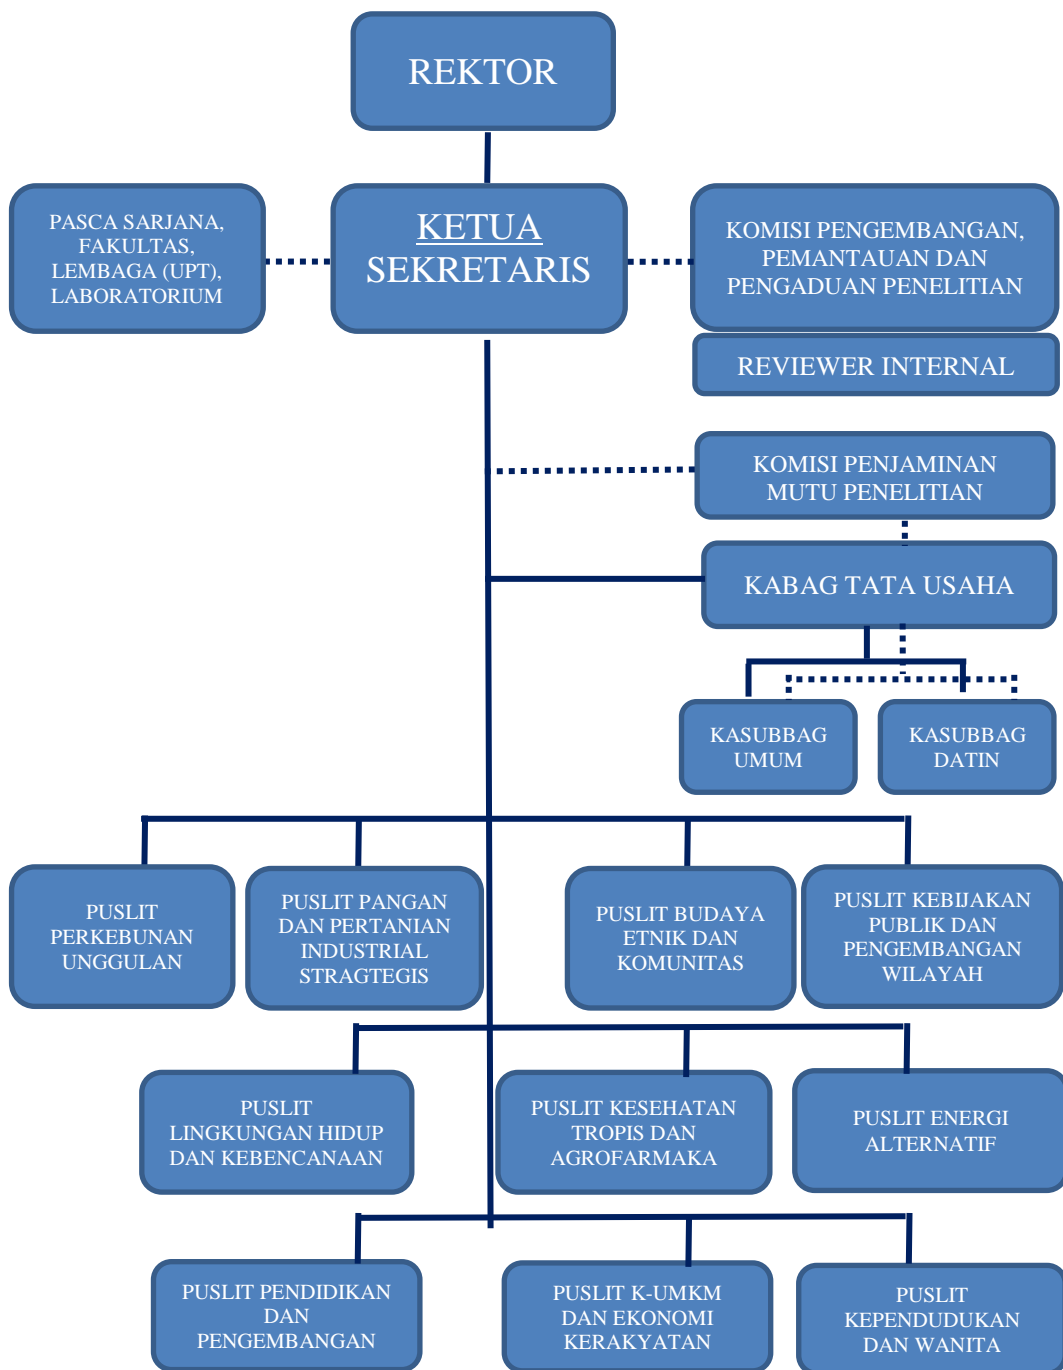 REKTOR
PASCA SARJANA,
FAKULTAS,
LEMBAGA (UPT),
LABORATORIUM
KETUA
SEKRETARIS
KOMISI PENGEMBANGAN,
PEMANTAUAN DAN
PENGADUAN PENELITIAN
REVIEWER INTERNAL
KOMISI PENJAMINAN
MUTU PENELITIAN
KABAG TATA USAHA
KASUBBAG
UMUM
KASUBBAG
DATIN
PUSLIT
PERKEBUNAN
UNGGULAN
PUSLIT PANGAN
DAN PERTANIAN
INDUSTRIAL
STRAGTEGIS
PUSLIT BUDAYA
ETNIK DAN
KOMUNITAS
PUSLIT KEBIJAKAN
PUBLIK DAN
PENGEMBANGAN
WILAYAH
PUSLIT
LINGKUNGAN HIDUP
DAN KEBENCANAAN
PUSLIT KESEHATAN
TROPIS DAN
AGROFARMAKA
PUSLIT ENERGI
ALTERNATIF
PUSLIT PENDIDIKAN
DAN
PENGEMBANGAN
PUSLIT K-UMKM
DAN EKONOMI
KERAKYATAN
PUSLIT
KEPENDUDUKAN
DAN WANITA